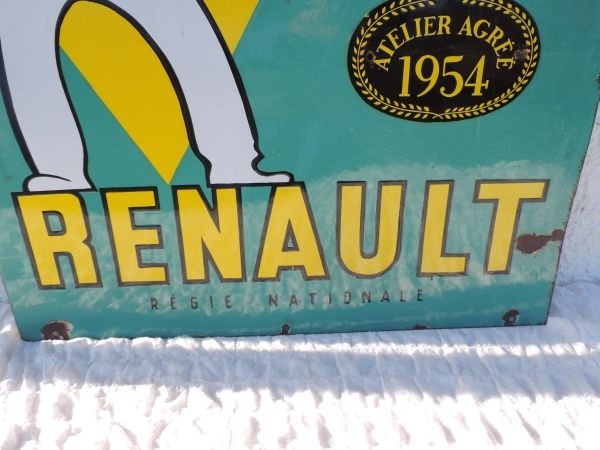 ATELIER AGRÉÉ
1954
RENAULT
RÉGIE NATIONALE